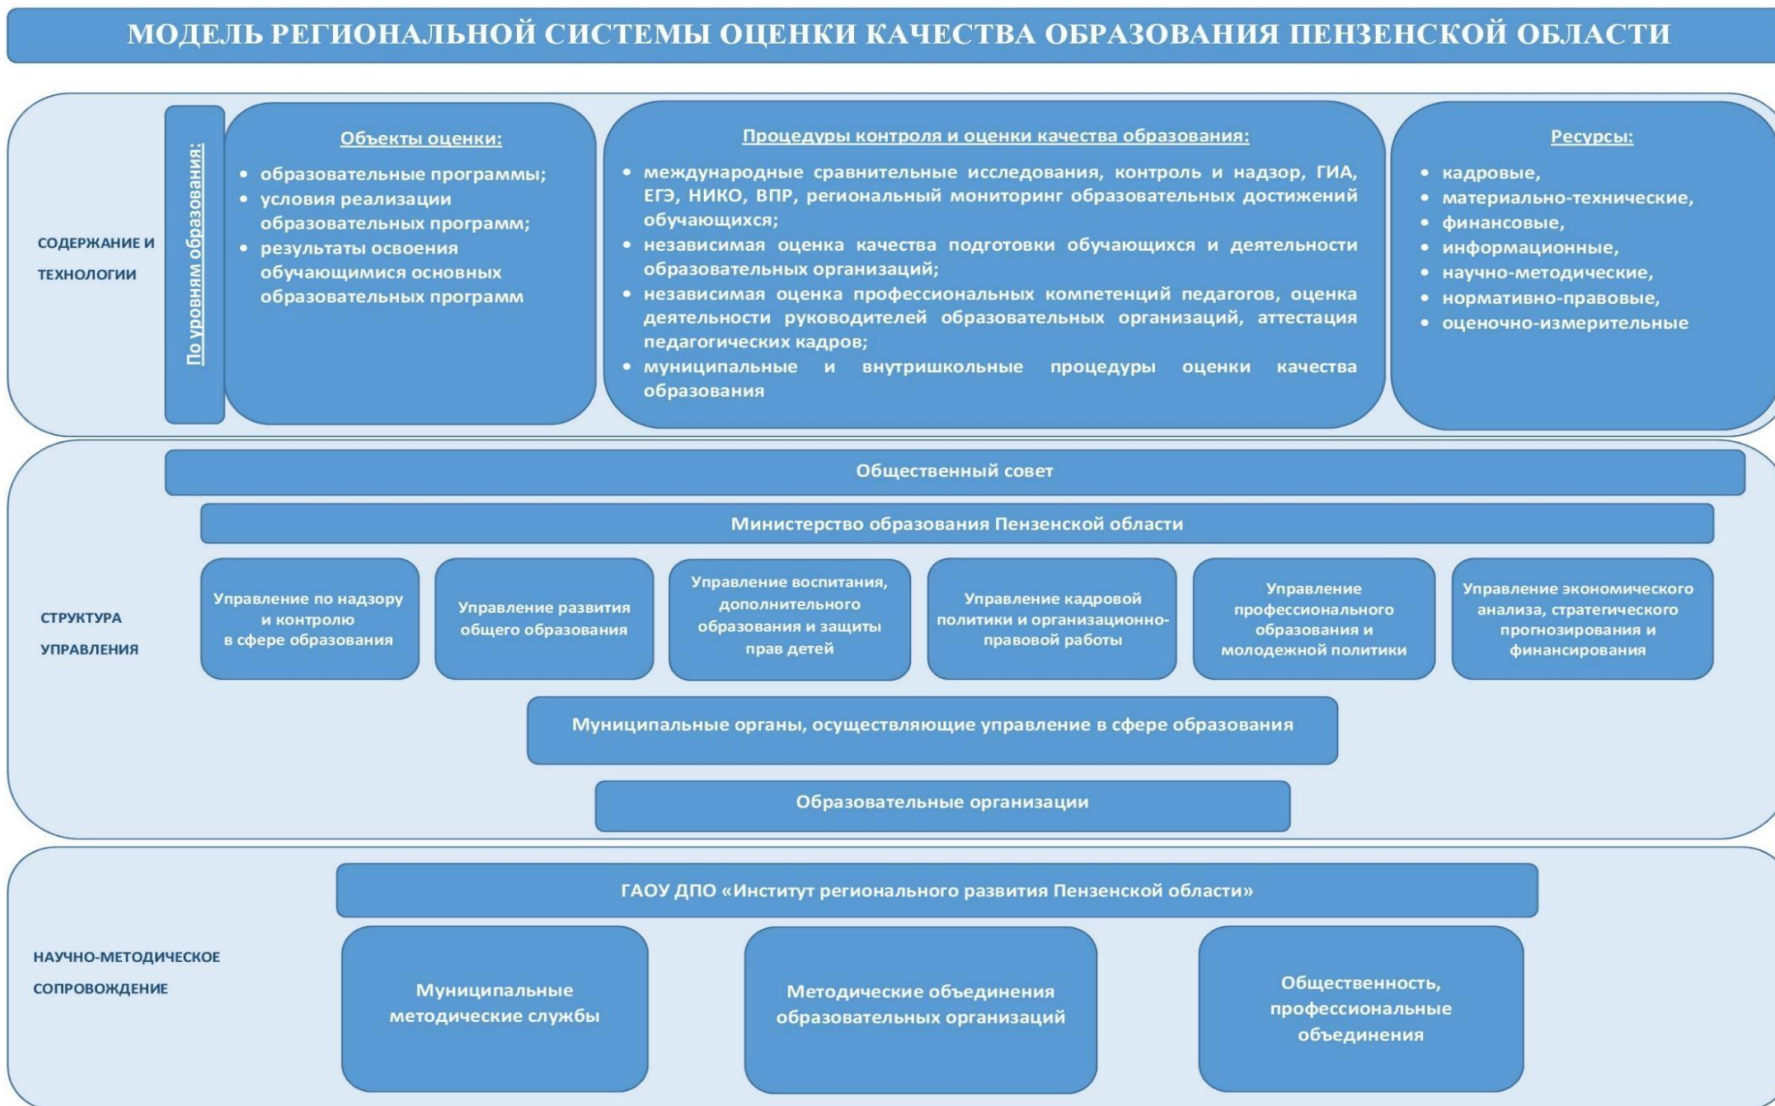 МОДЕЛЬ РЕГИОНАЛЬНОЙ СИСТЕМЫ ОЦЕНКИ КАЧЕСТВА ОБРАЗОВАНИЯ ПЕНЗЕНСКОЙ ОБЛАСТИ
СОДЕРЖАНИЕ И
ТЕХНОЛОГИИ
По уровням образования:
Объекты оценки:
• образовательные программы;
• условия реализации
образовательных программ;
• результаты освоения
обучающимися основных
образовательных программ
Процедуры контроля и оценки качества образования:
• международные сравнительные исследования, контроль и надзор, ГИА,
ЕГЭ, НИКО, ВПР, региональный мониторинг образовательных достижений
обучающихся;
• независимая оценка качества подготовки обучающихся и деятельности
образовательных организаций;
• независимая оценка профессиональных компетенций педагогов, оценка
деятельности руководителей образовательных организаций, аттестация
педагогических кадров;
• муниципальные и внутришкольные процедуры оценки качества
образования
Ресурсы:
• кадровые,
• материально-технические,
• финансовые,
• информационные,
• научно-методические,
• нормативно-правовые,
• оценочно-измерительные
СТРУКТУРА
УПРАВЛЕНИЯ
Общественный совет
Министерство образования Пензенской области
Управление по надзору
и контролю
в сфере образования
Управление развития
общего образования
Управление воспитания,
дополнительного
образования и защиты
прав детей
Управление кадровой
политики и организационно-
правовой работы
Управление
профессионального
образования и
молодежной политики
Управление экономического
анализа, стратегического
прогнозирования и
финансирования
Муниципальные органы, осуществляющие управление в сфере образования
Образовательные организации
НАУЧНО-МЕТОДИЧЕСКОЕ
СОПРОВОЖДЕНИЕ
ГАОУ ДПО «Институт регионального развития Пензенской области»
Муниципальные
методические службы
Методические объединения
образовательных организаций
Общественность,
профессиональные
объединения